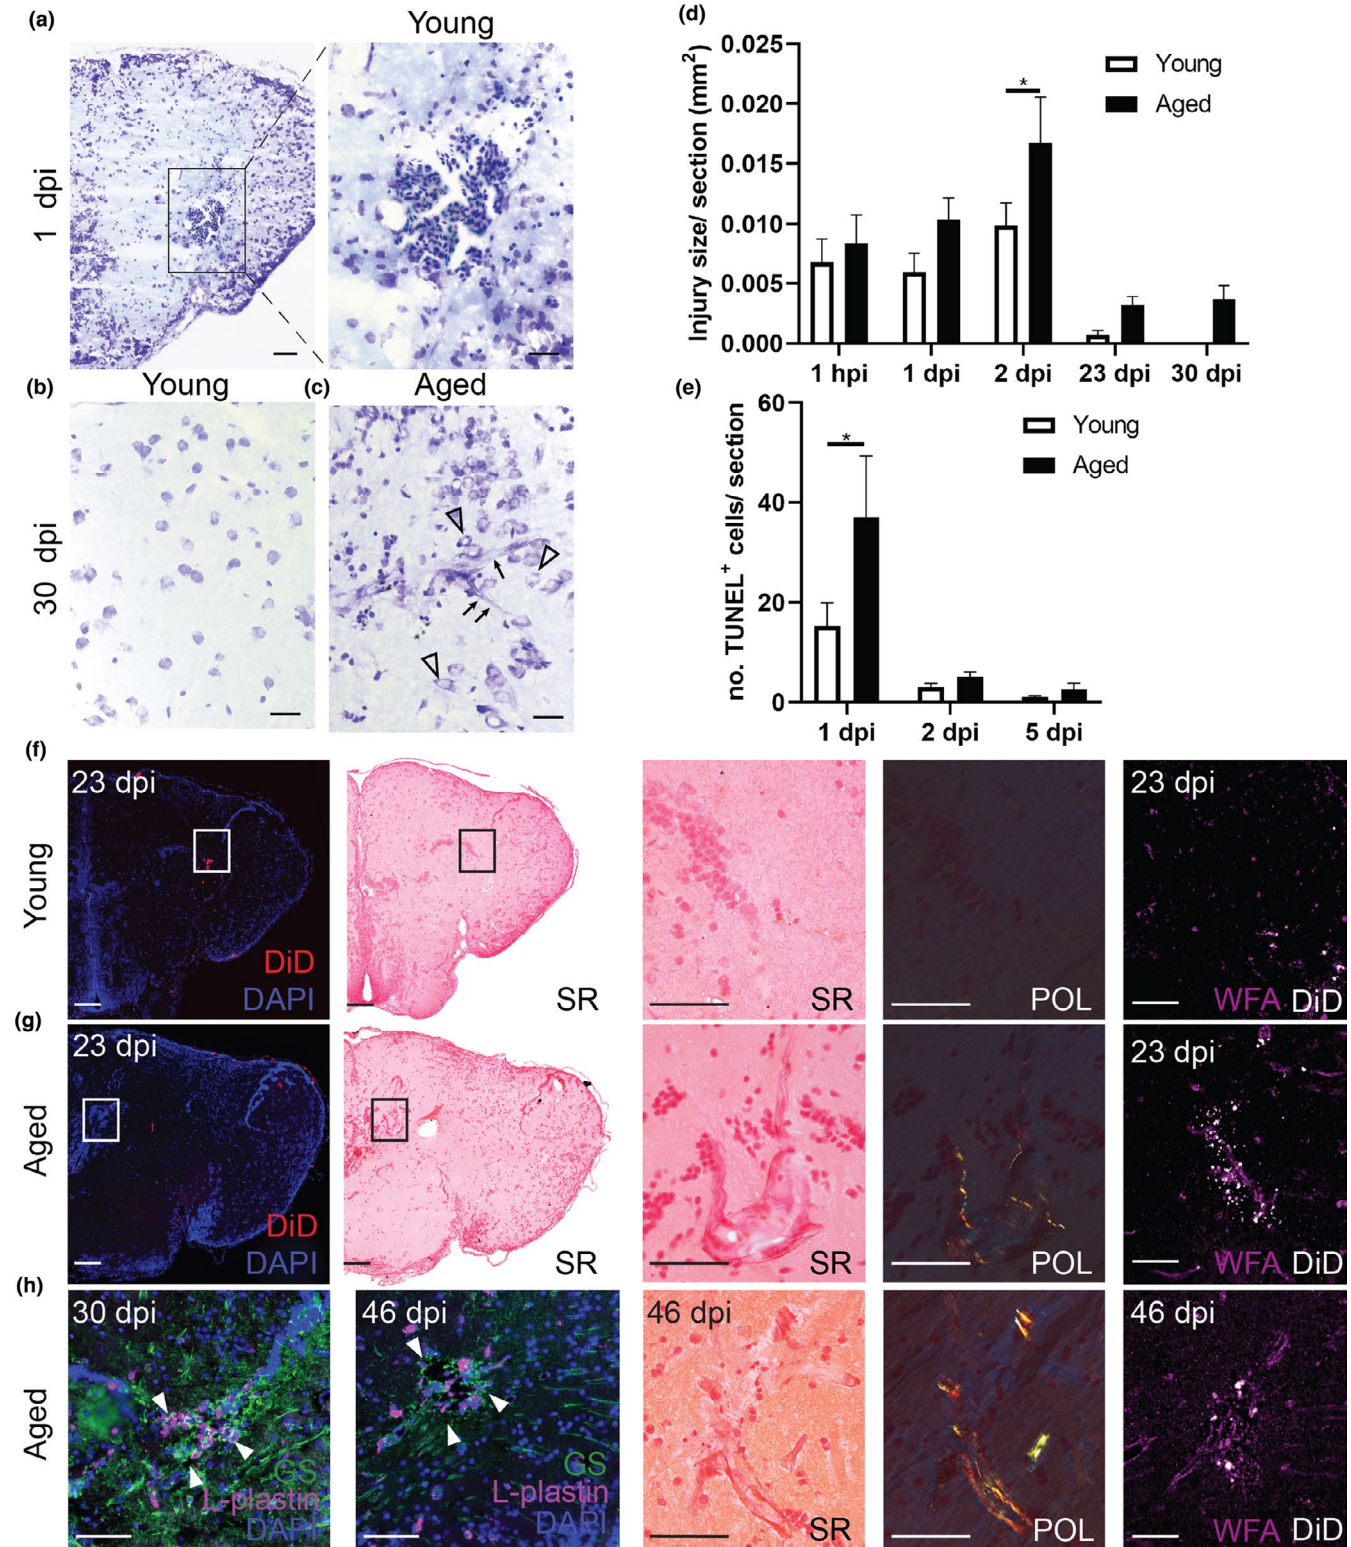 (a)
Young
1 dpi
(b)
Young
(c)
Aged
30 dpi
(d)
Injury size/ section (mm²)
0.025
0.020
0.015
0.010
0.005
0.000
*
Young
Aged
1 hpi
1 dpi
2 dpi
23 dpi
30 dpi
(e)
no. TUNEL⁺ cells/ section
60
40
20
0
*
Young
Aged
1 dpi
2 dpi
5 dpi
(f)
Young
23 dpi
DiD
DAPI
SR
SR
POL
23 dpi
WFA DiD
(g)
Aged
23 dpi
DiD
DAPI
SR
SR
POL
23 dpi
WFA DiD
(h)
Aged
30 dpi
GS
L-plastin
DAPI
46 dpi
GS
L-plastin
DAPI
46 dpi
SR
POL
46 dpi
WFA DiD